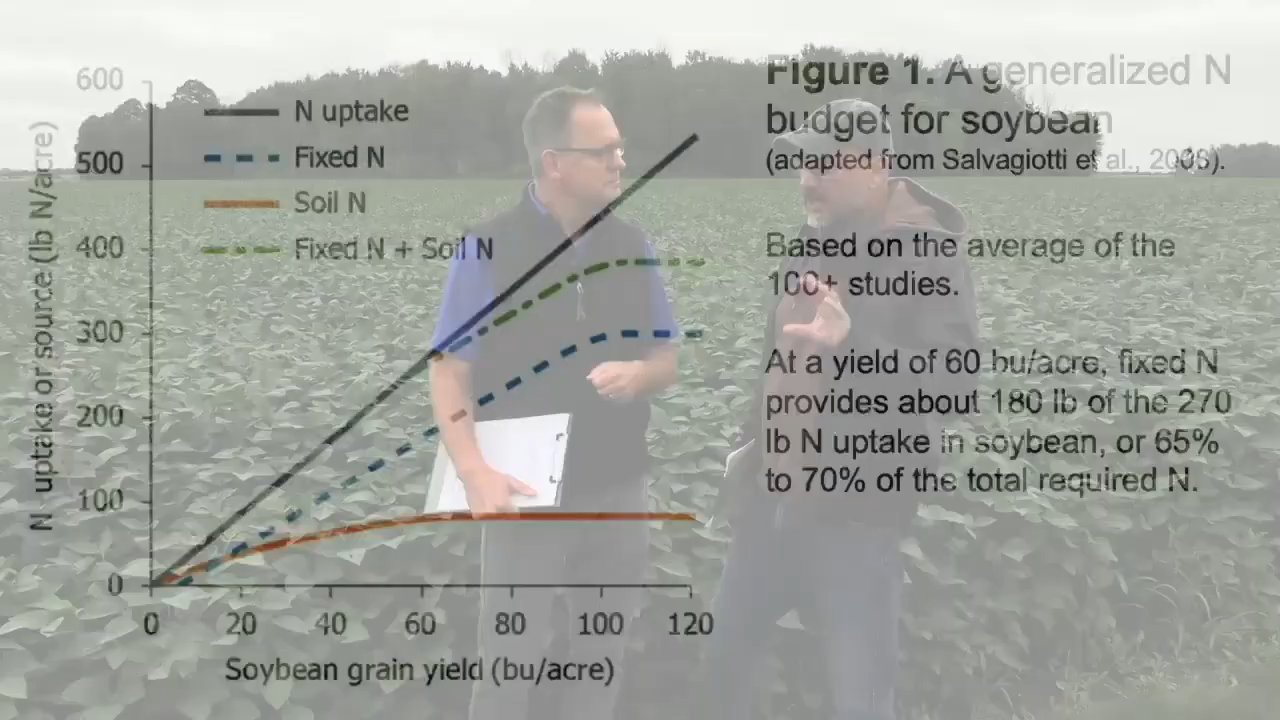 Figure 1. A generalized N
budget for soybean
(adapted from Salvagiotti et al., 2008).
Based on the average of the
100+ studies.
At a yield of 60 bu/acre, fixed N
provides about 180 lb of the 270
lb N uptake in soybean, or 65%
to 70% of the total required N.
N uptake or source (lb N/acre)
600
500
400
300
200
100
0
N uptake
Fixed N
Soil N
Fixed N + Soil N
0 20 40 60 80 100 120
Soybean grain yield (bu/acre)